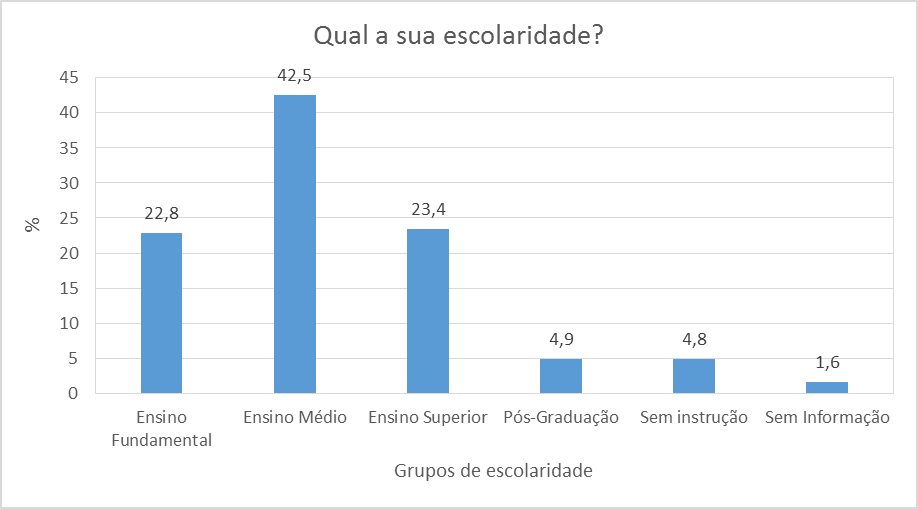 Qual a sua escolaridade?
%
45
40
35
30
25
20
15
10
5
0
22,8
42,5
23,4
4,9
4,8
1,6
Ensino
Fundamental
Ensino Médio
Ensino Superior
Pós-Graduação
Sem instrução
Sem Informação
Grupos de escolaridade